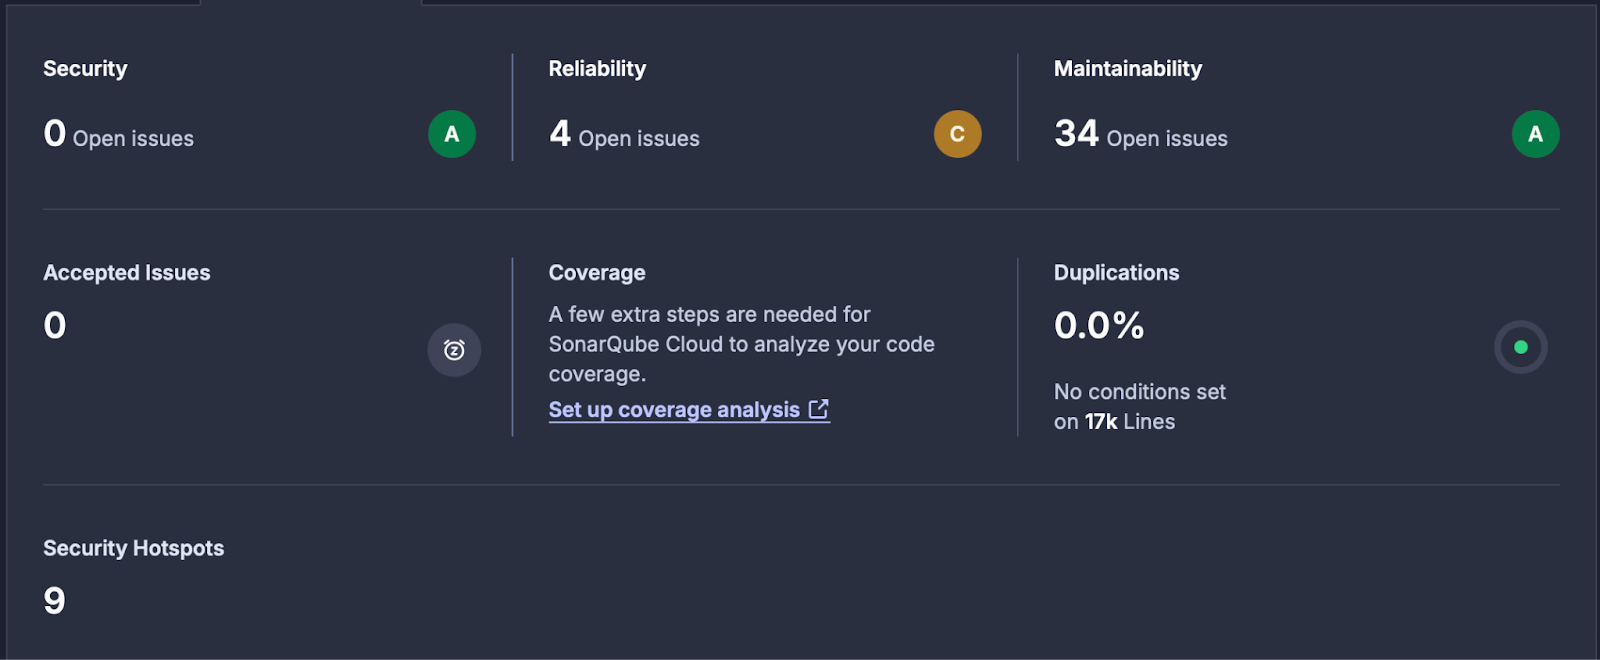 Security
0 Open issues
A
Reliability
4 Open issues
C
Maintainability
34 Open issues
A
Accepted Issues
0
Coverage
A few extra steps are needed for
SonarQube Cloud to analyze your code
coverage.
Set up coverage analysis
Duplications
0.0%
No conditions set
on 17k Lines
Security Hotspots
9